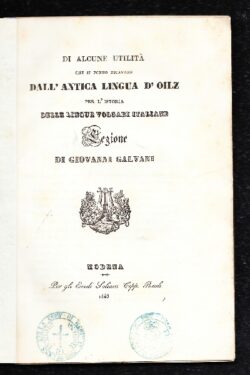 DI ALCUNE UTILITÀ
CHE SI PONNO RICAVARE
DALL'ANTICA LINGUA D'OILZ
PER L'ISTORIA
DELLE LINGUE VOLGARI ITALIANE
Lezione
DI GIOVANNI GALVANI
MODENA
Per gli Eredi Soliani Tipp. Reali